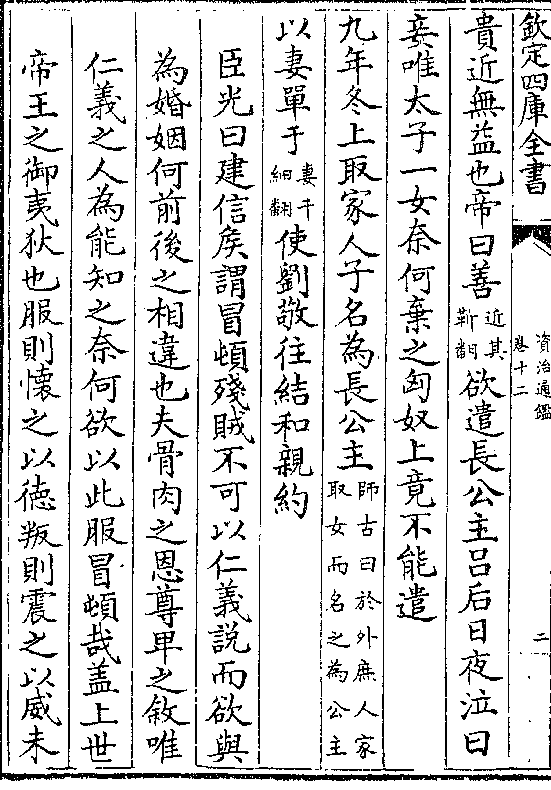 欽定四庫全書
資治通鑑
卷十二
二
貴近無益也帝曰善近其靳翻欲遣長公主呂后日夜泣曰
妾唯太子一女奈何棄之匈奴上竟不能遣
九年冬上取家人子名為長公主師古曰於外庶人家取女而名之為公主
以妻單于妻千細翻使劉敬往結和親約
臣光曰建信矦謂冒頓殘賊不可以仁義說而欲與
為婚姻何前後之相違也夫骨肉之恩尊卑之敘唯
仁義之人為能知之奈何欲以此服冒頓哉盖上世
帝王之御夷狄也服則懷之以徳叛則震之以威未